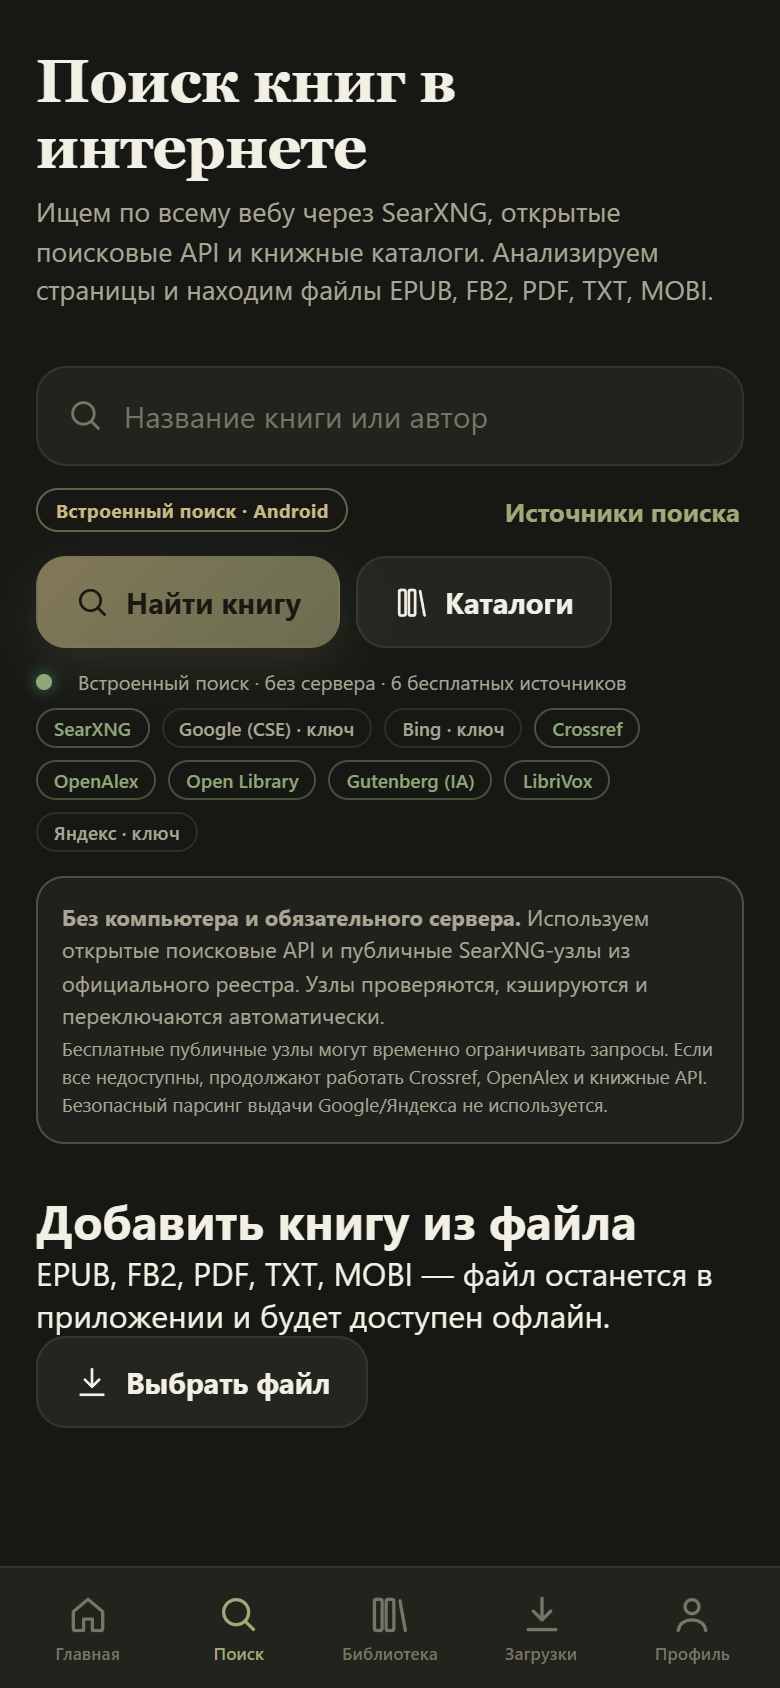 Поиск книг в
интернете
Ищем по всему вебу через SearXNG, открытые
поисковые API и книжные каталоги. Анализируем
страницы и находим файлы EPUB, FB2, PDF, TXT, MOBI.
Название книги или автор
Встроенный поиск · Android
Источники поиска
Найти книгу
Каталоги
Встроенный поиск · без сервера · 6 бесплатных источников
SearXNG
Google (CSE) · ключ
Bing · ключ
Crossref
OpenAlex
Open Library
Gutenberg (IA)
LibriVox
Яндекс · ключ
Без компьютера и обязательного сервера. Используем
открытые поисковые API и публичные SearXNG-узлы из
официального реестра. Узлы проверяются, кэшируются и
переключаются автоматически.
Бесплатные публичные узлы могут временно ограничивать запросы. Если
все недоступны, продолжают работать Crossref, OpenAlex и книжные API.
Безопасный парсинг выдачи Google/Яндекса не используется.
Добавить книгу из файла
EPUB, FB2, PDF, TXT, MOBI — файл останется в
приложении и будет доступен офлайн.
Выбрать файл
Главная
Поиск
Библиотека
Загрузки
Профиль